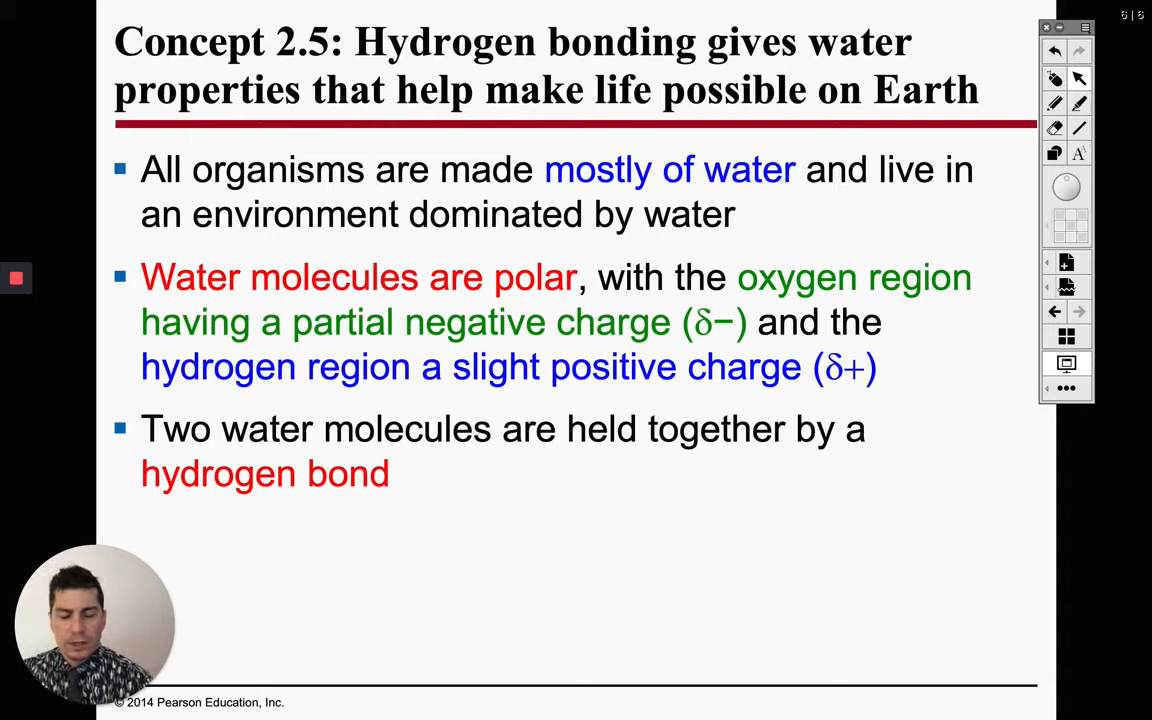 6 | 6
Concept 2.5: Hydrogen bonding gives water
properties that help make life possible on Earth
▪ All organisms are made mostly of water and live in
an environment dominated by water
▪ Water molecules are polar, with the oxygen region
having a partial negative charge (δ−) and the
hydrogen region a slight positive charge (δ+)
▪ Two water molecules are held together by a
hydrogen bond
© 2014 Pearson Education, Inc.
A